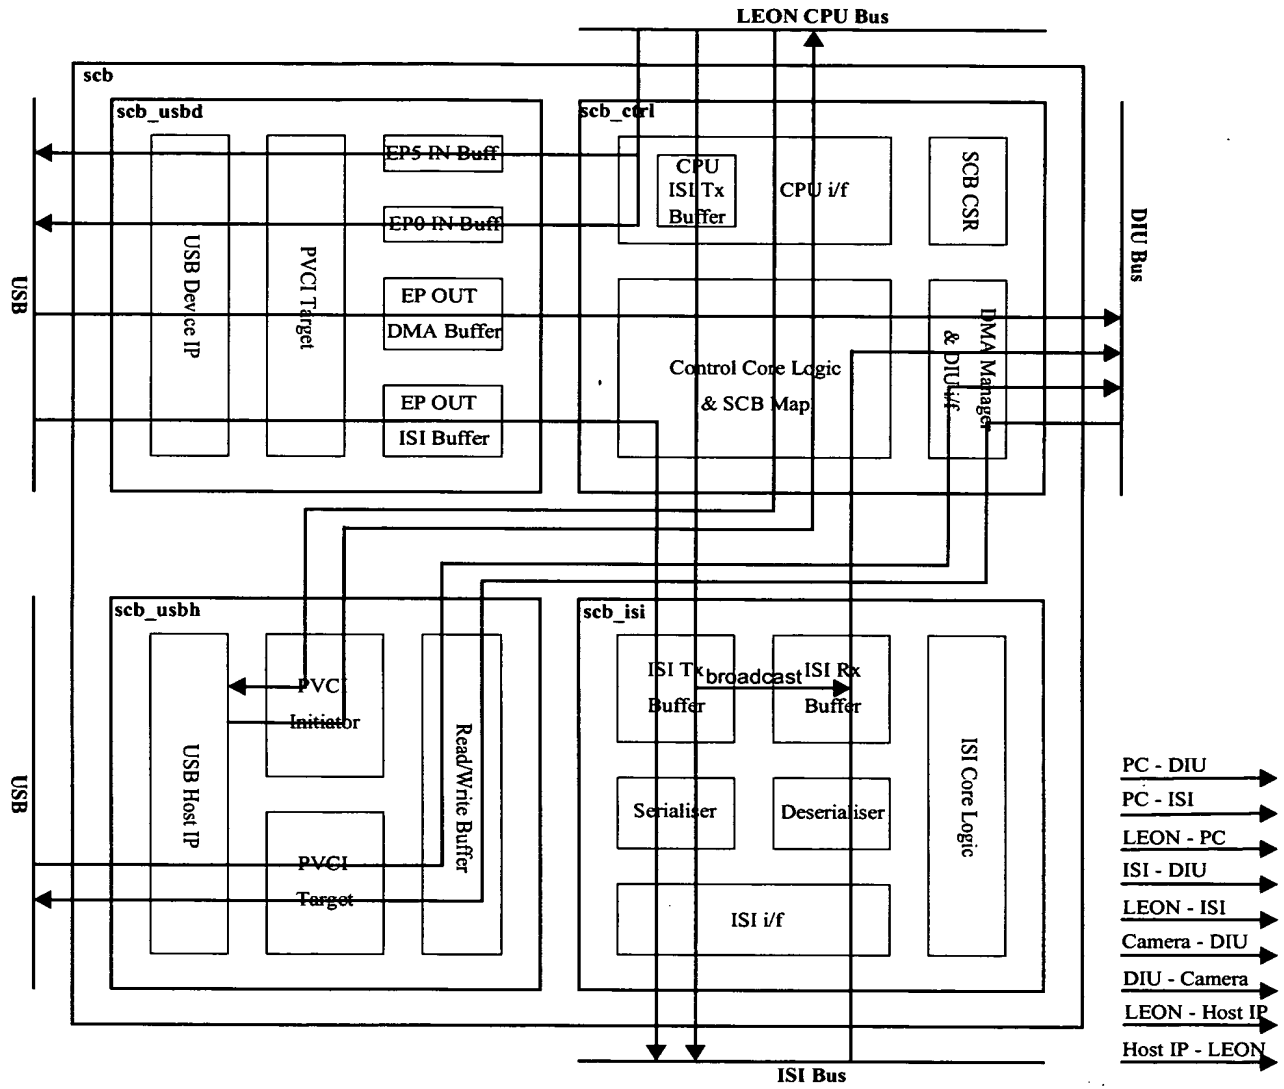 LEON CPU Bus
scb
scb_usbd
scb_ctrl
EP5 IN Buff
EP0 IN Buff
EP OUT
DMA Buffer
EP OUT
ISI Buffer
USB Device IP
PVCI Target
CPU
ISI Tx
Buffer
CPU i/f
SCB CSR
Control Core Logic
& SCB Map
DMA Manager
& DIU i/f
DIU Bus
USB
scb_usbh
scb_isi
PVCI
Initiator
PVCI
Target
USB Host IP
Read/Write Buffer
USB
ISI Tx
Buffer
broadcast
ISI Rx
Buffer
Serialiser
Deserialiser
ISI i/f
ISI Core Logic
PC - DIU
PC - ISI
LEON - PC
ISI - DIU
LEON - ISI
Camera - DIU
DIU - Camera
LEON - Host IP
Host IP - LEON
ISI Bus